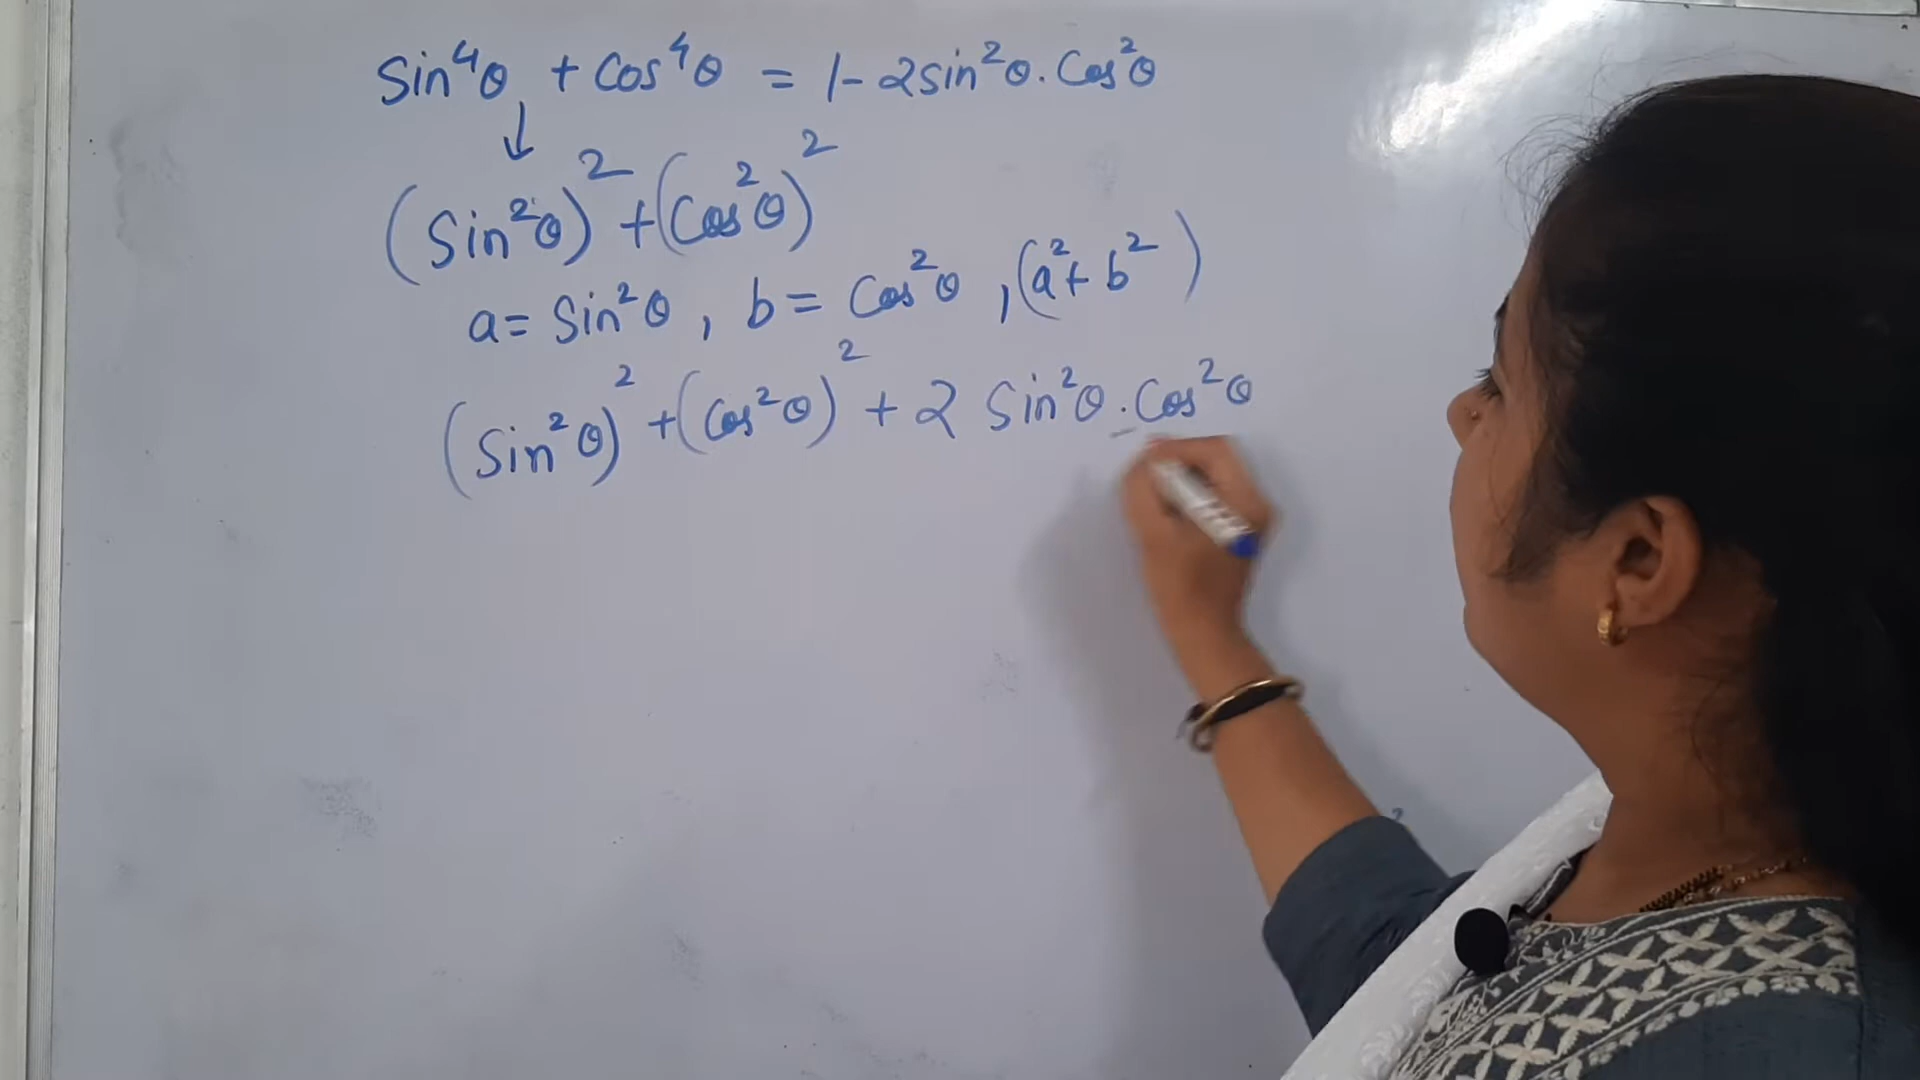 Sin⁴θ + Cos⁴θ = 1 - 2sin²θ. Cos²θ
(Sin²θ)² + (Cos²θ)²
a = Sin²θ , b = Cos²θ , (a² + b²)
(Sin²θ)² + (Cos²θ)² + 2 Sin²θ . Cos²θ